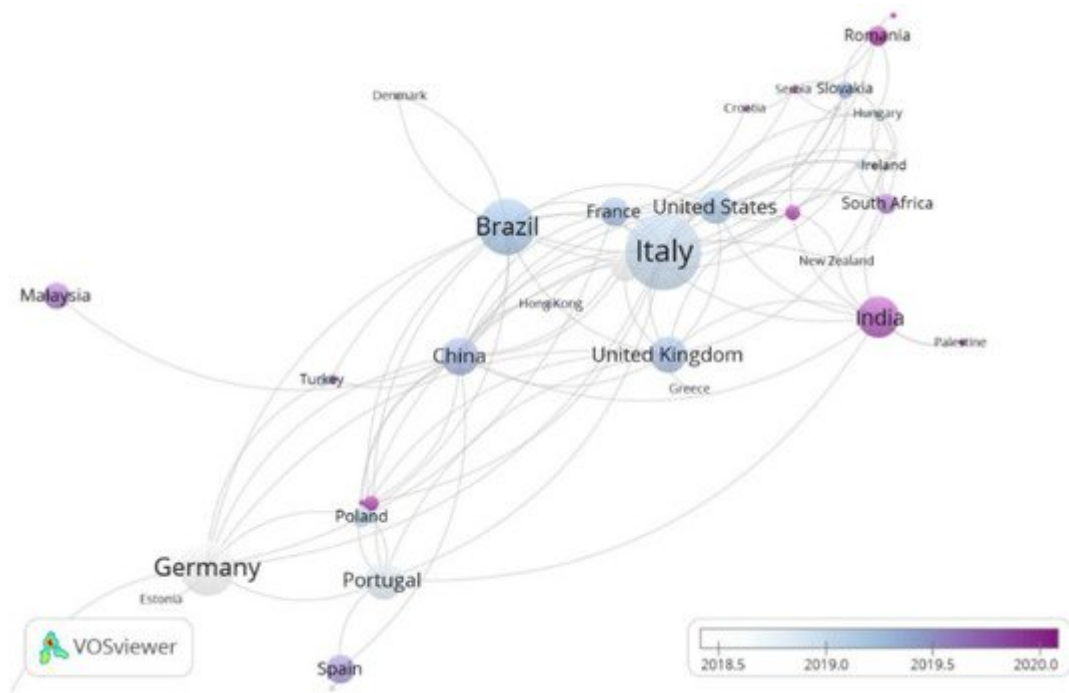 Romania
Denmark
Serbia
Slovakia
Croatia
Hungary
Ireland
South Africa
France
United States
Brazil
Italy
New Zealand
Malaysia
Hong Kong
India
Palestine
China
United Kingdom
Turkey
Greece
Poland
Germany
Portugal
Estonia
VOSviewer
Spain
2018.5
2019.0
2019.5
2020.0